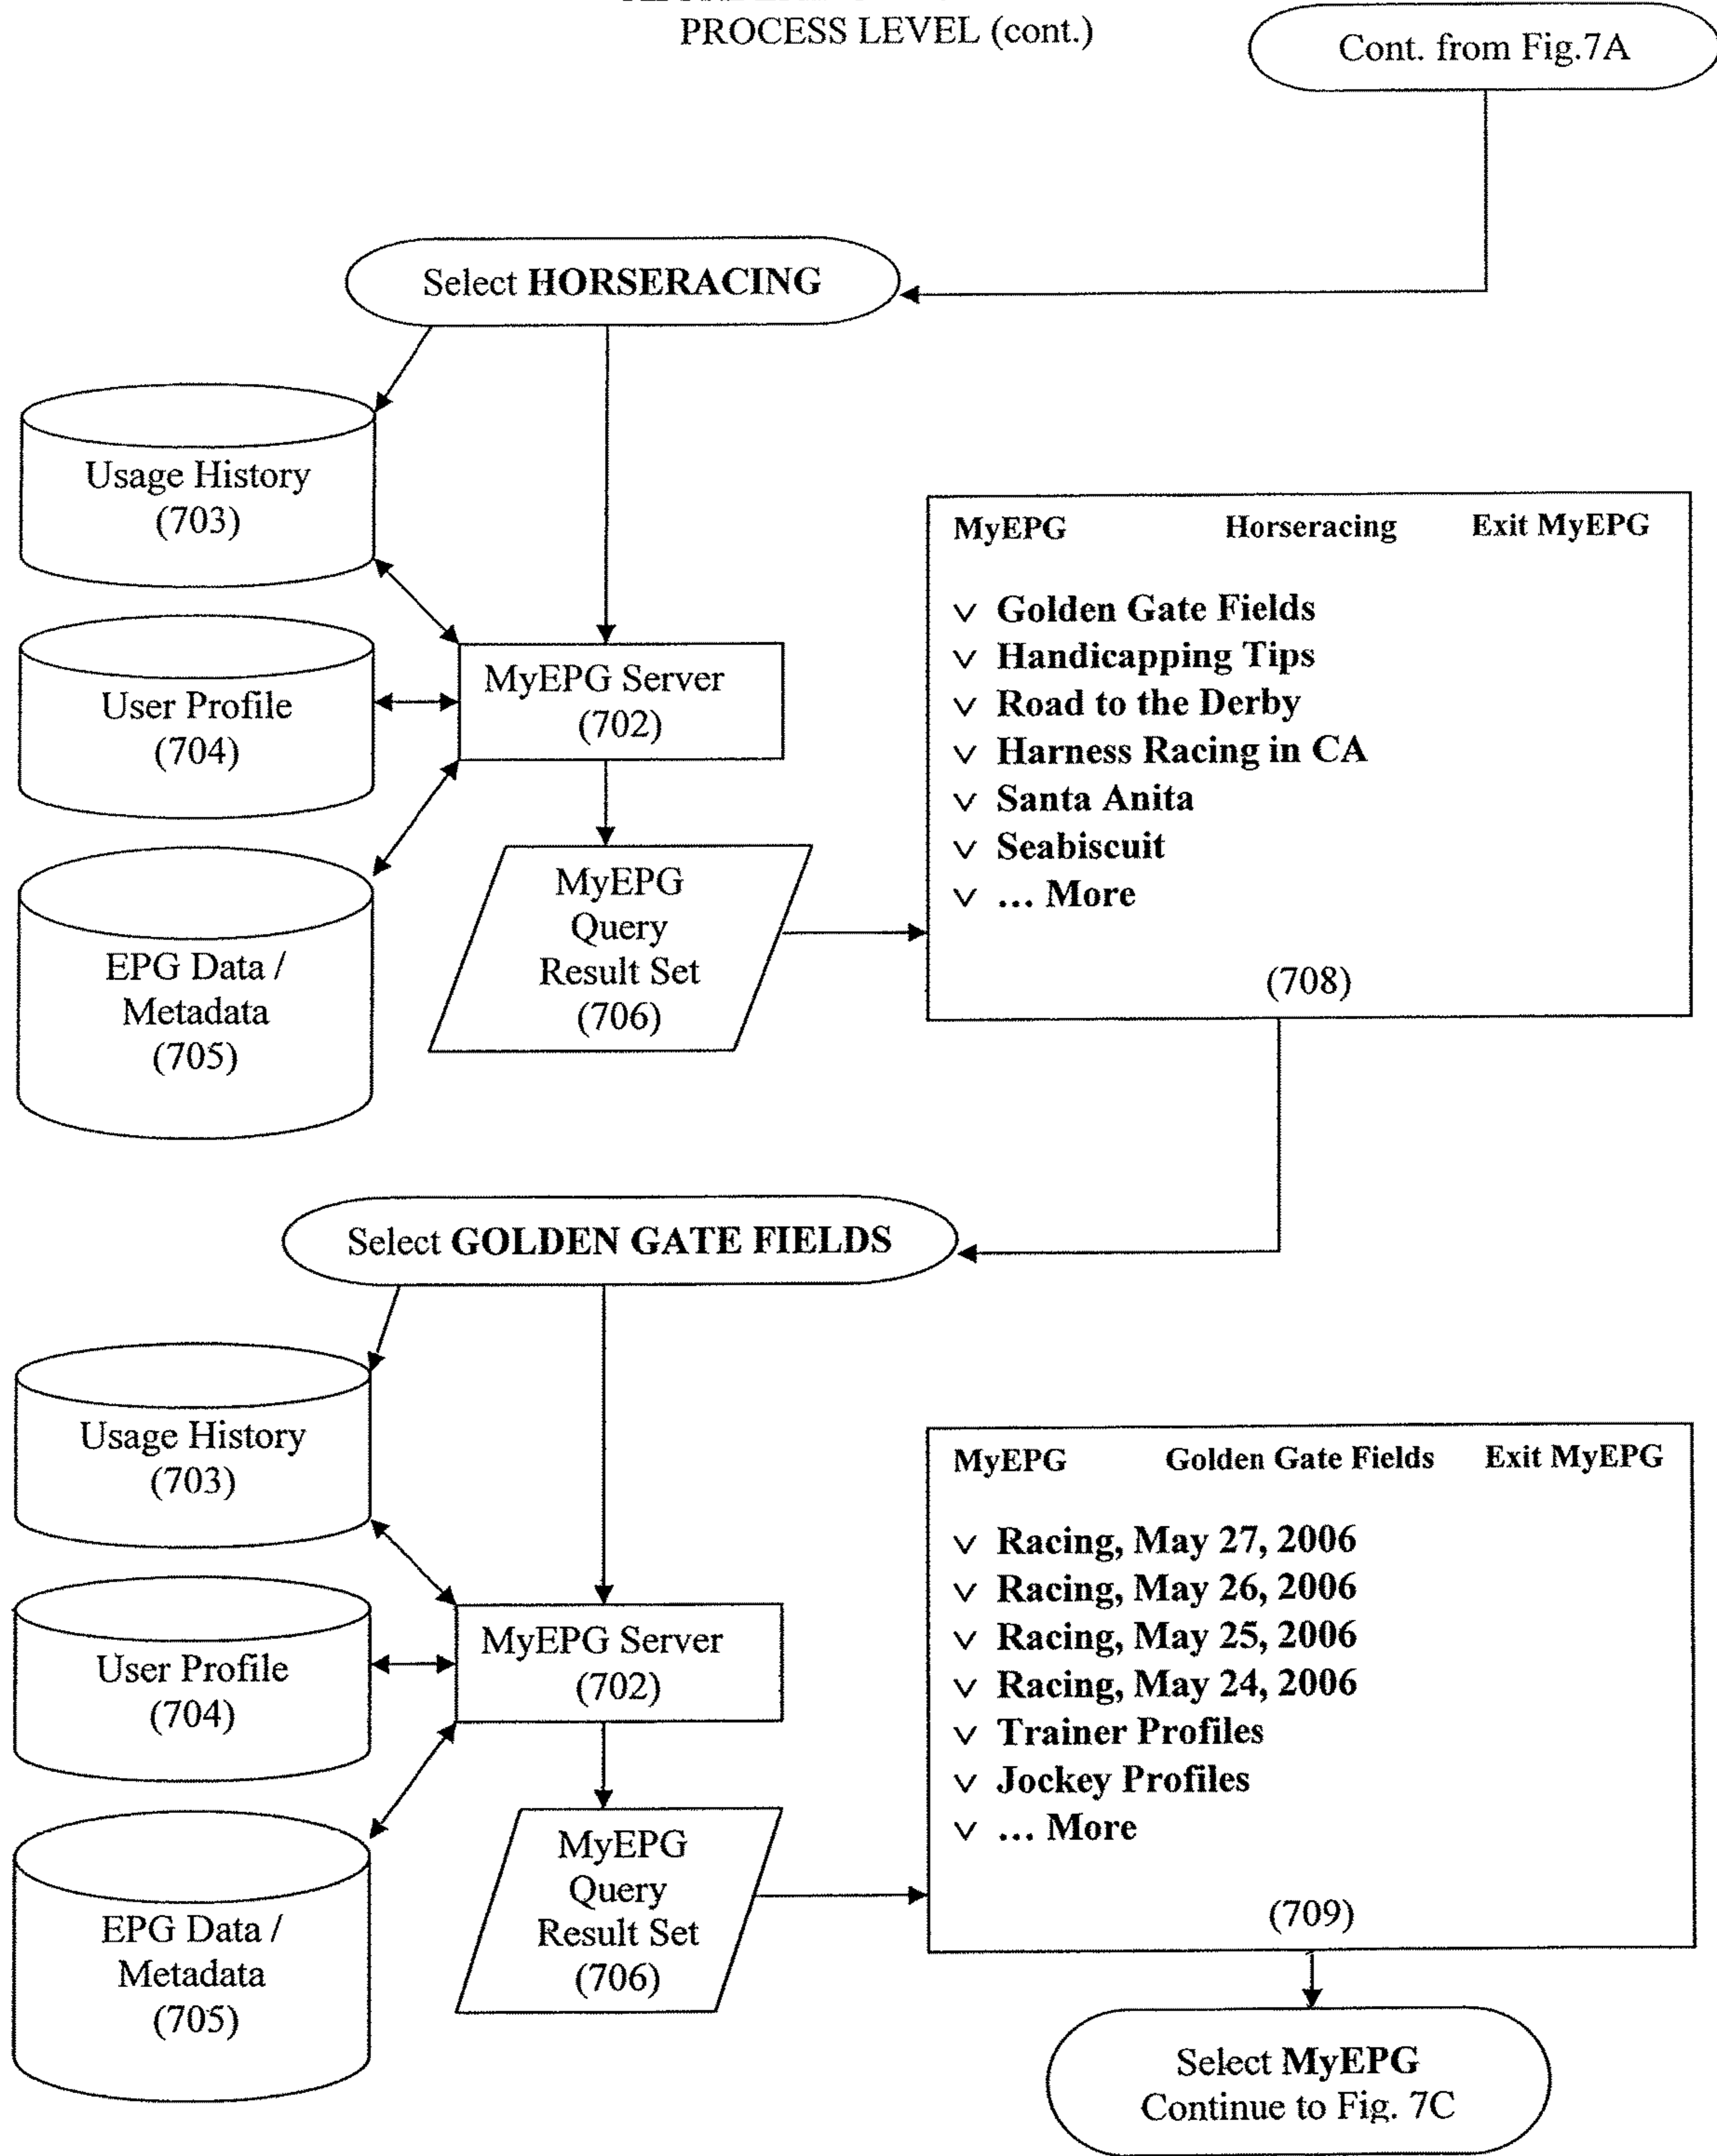 PROCESS LEVEL (cont.)
Cont. from Fig.7A
Select HORSERACING
Usage History
(703)
User Profile
(704)
EPG Data /
Metadata
(705)
MyEPG Server
(702)
MyEPG
Query
Result Set
(706)
MyEPG Horseracing Exit MyEPG
v Golden Gate Fields
v Handicapping Tips
v Road to the Derby
v Harness Racing in CA
v Santa Anita
v Seabiscuit
v ... More
(708)
Select GOLDEN GATE FIELDS
Usage History
(703)
User Profile
(704)
EPG Data /
Metadata
(705)
MyEPG Server
(702)
MyEPG
Query
Result Set
(706)
MyEPG Golden Gate Fields Exit MyEPG
v Racing, May 27, 2006
v Racing, May 26, 2006
v Racing, May 25, 2006
v Racing, May 24, 2006
v Trainer Profiles
v Jockey Profiles
v ... More
(709)
Select MyEPG
Continue to Fig. 7C